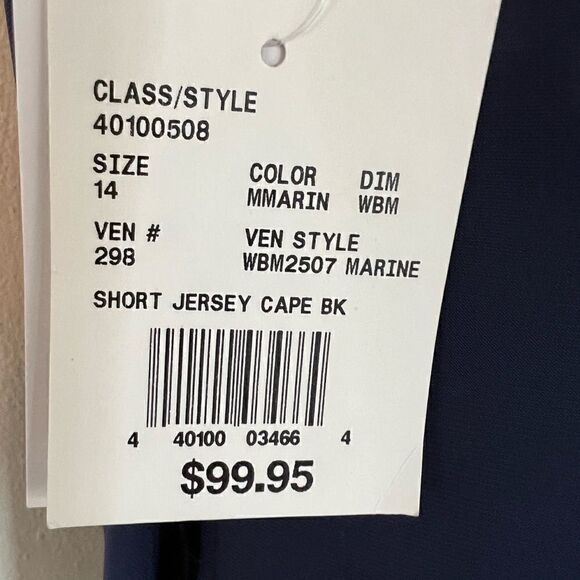 CLASS/STYLE
40100508
SIZE COLOR DIM
14 MMARIN WBM
VEN # VEN STYLE
298 WBM2507 MARINE
SHORT JERSEY CAPE BK
4 40100 03466 4
$99.95